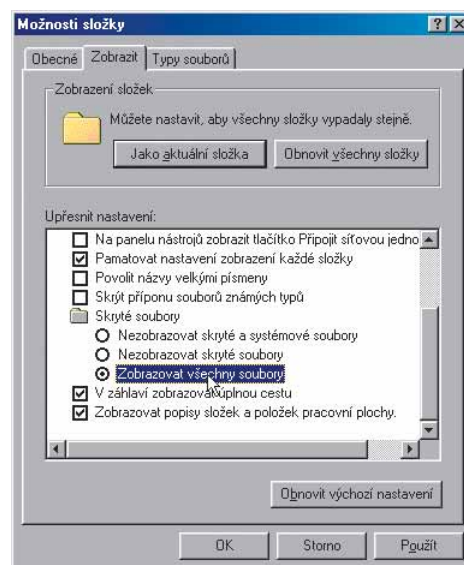 Možnosti složky
Obecné Zobrazit Typy souborů
Zobrazení složek
Můžete nastavit, aby všechny složky vypadaly stejně.
Jako aktuální složka Obnovit všechny složky
Upřesnit nastavení:
Na panelu nástrojů zobrazit tlačítko Připojit síťovou jedno
Pamatovat nastavení zobrazení každé složky
Povolit názvy velkými písmeny
Skrýt příponu souborů známých typů
Skryté soubory
Nezobrazovat skryté a systémové soubory
Nezobrazovat skryté soubory
Zobrazovat všechny soubory
V záhlaví zobrazovat úplnou cestu
Zobrazovat popisy složek a položek pracovní plochy.
Obnovit výchozí nastavení
OK Storno Použít